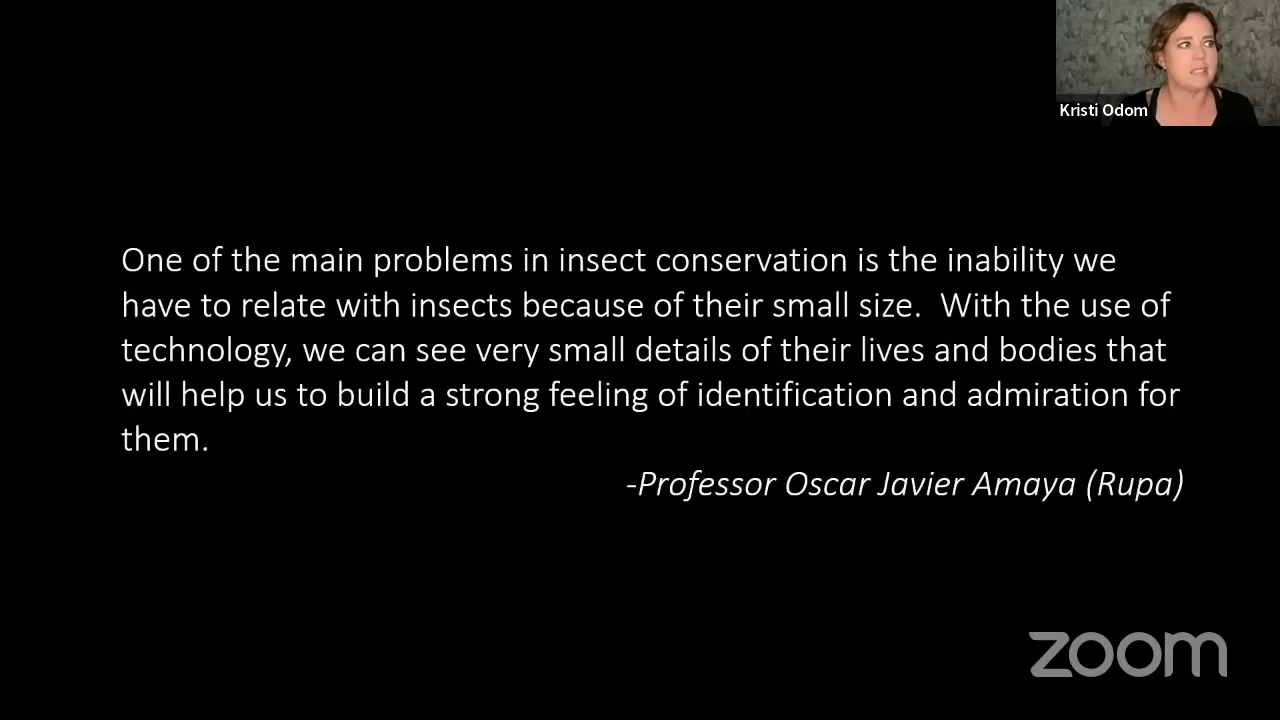 Kristi Odom
One of the main problems in insect conservation is the inability we
have to relate with insects because of their small size.  With the use of
technology, we can see very small details of their lives and bodies that
will help us to build a strong feeling of identification and admiration for
them.
-Professor Oscar Javier Amaya (Rupa)
zoom